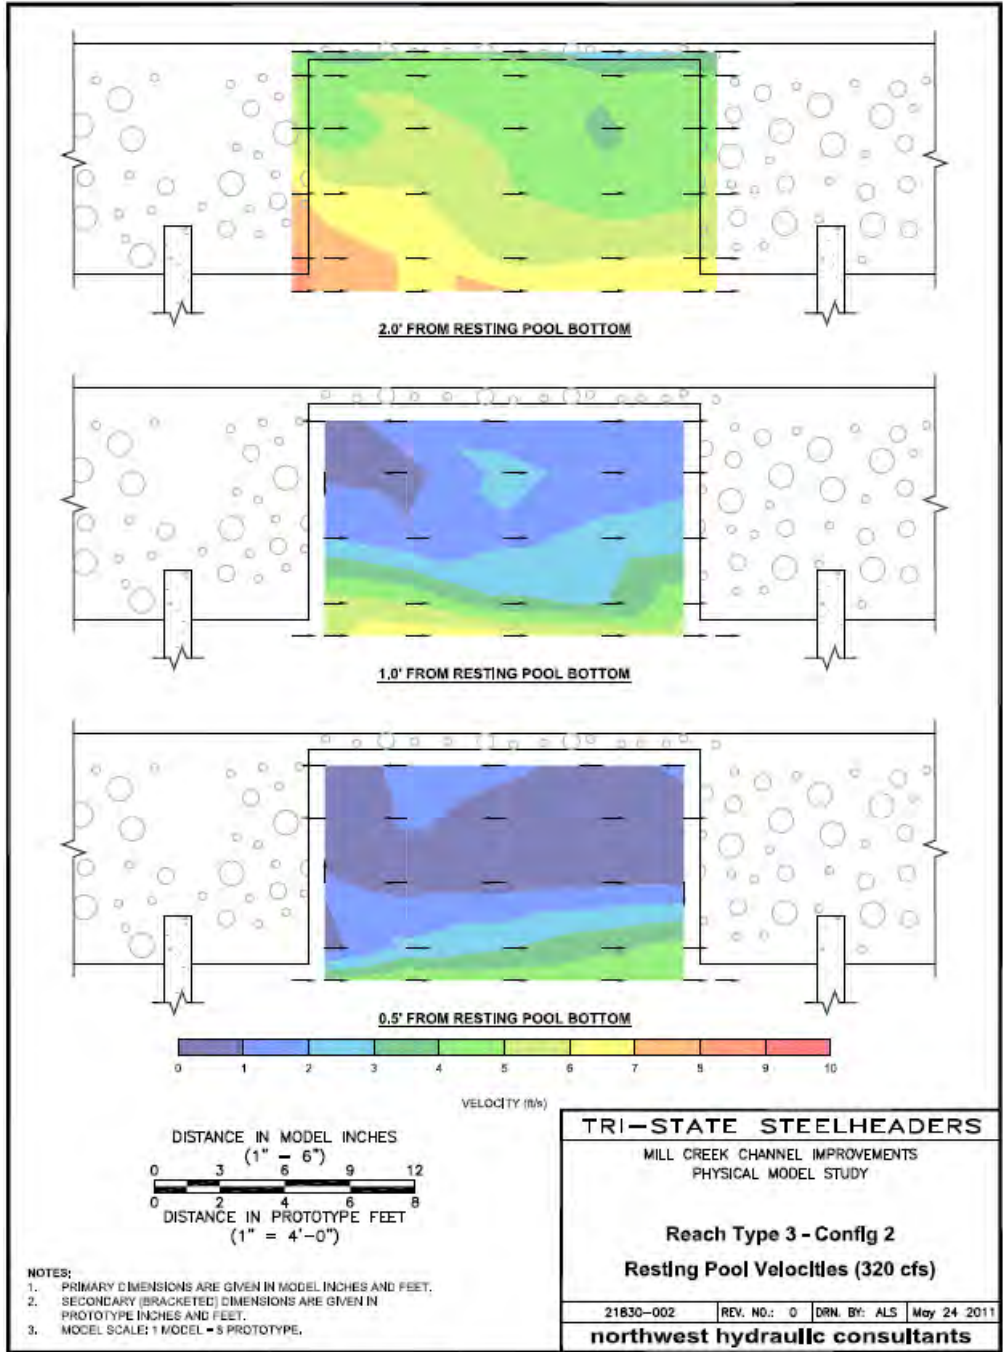 2.0' FROM RESTING POOL BOTTOM
1.0' FROM RESTING POOL BOTTOM
0.5' FROM RESTING POOL BOTTOM
0 1 2 3 4 5 6 7 8 9 10
VELOCITY (ft/s)
DISTANCE IN MODEL INCHES
(1" = 6")
0 3 6 9 12
0 2 4 6 8
DISTANCE IN PROTOTYPE FEET
(1" = 4'-0")
NOTES:
1. PRIMARY DIMENSIONS ARE GIVEN IN MODEL INCHES AND FEET.
2. SECONDARY (BRACKETED) DIMENSIONS ARE GIVEN IN
PROTOTYPE INCHES AND FEET.
3. MODEL SCALE: 1 MODEL = 8 PROTOTYPE.
TRI-STATE STEELHEADERS
MILL CREEK CHANNEL IMPROVEMENTS
PHYSICAL MODEL STUDY
Reach Type 3 - Config 2
Resting Pool Velocities (320 cfs)
21830-002 REV. NO.: 0 DRN. BY: ALS May 24 2011
northwest hydraulic consultants